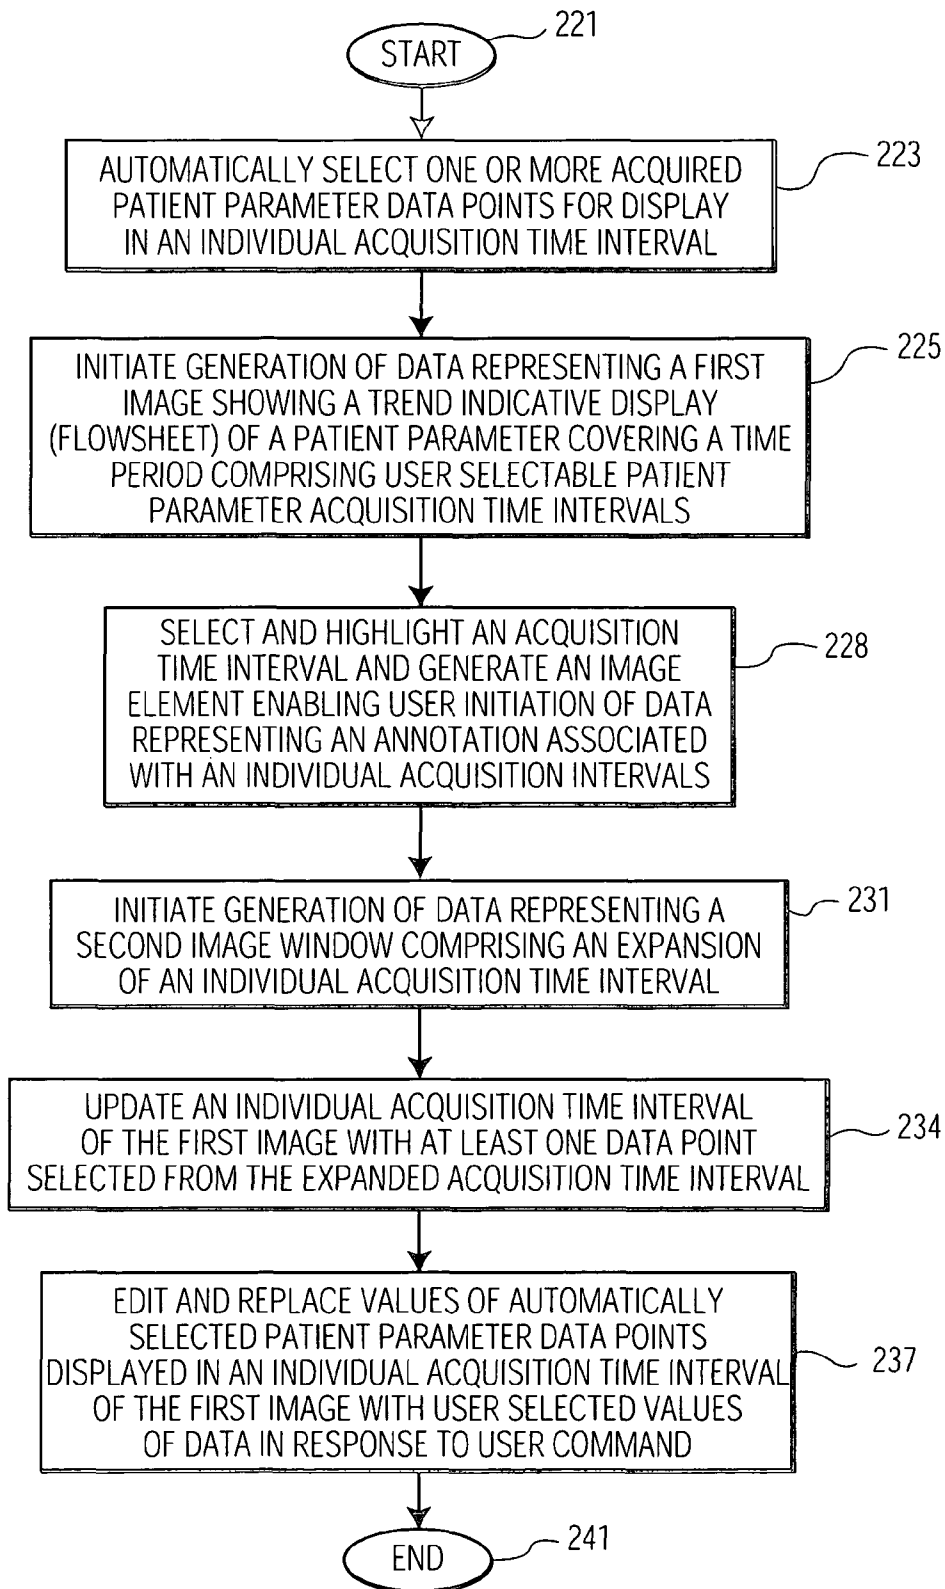 START
221
AUTOMATICALLY SELECT ONE OR MORE ACQUIRED
PATIENT PARAMETER DATA POINTS FOR DISPLAY
IN AN INDIVIDUAL ACQUISITION TIME INTERVAL
223
INITIATE GENERATION OF DATA REPRESENTING A FIRST
IMAGE SHOWING A TREND INDICATIVE DISPLAY
(FLOWSHEET) OF A PATIENT PARAMETER COVERING A TIME
PERIOD COMPRISING USER SELECTABLE PATIENT
PARAMETER ACQUISITION TIME INTERVALS
225
SELECT AND HIGHLIGHT AN ACQUISITION
TIME INTERVAL AND GENERATE AN IMAGE
ELEMENT ENABLING USER INITIATION OF DATA
REPRESENTING AN ANNOTATION ASSOCIATED
WITH AN INDIVIDUAL ACQUISITION INTERVALS
228
INITIATE GENERATION OF DATA REPRESENTING A
SECOND IMAGE WINDOW COMPRISING AN EXPANSION
OF AN INDIVIDUAL ACQUISITION TIME INTERVAL
231
UPDATE AN INDIVIDUAL ACQUISITION TIME INTERVAL
OF THE FIRST IMAGE WITH AT LEAST ONE DATA POINT
SELECTED FROM THE EXPANDED ACQUISITION TIME INTERVAL
234
EDIT AND REPLACE VALUES OF AUTOMATICALLY
SELECTED PATIENT PARAMETER DATA POINTS
DISPLAYED IN AN INDIVIDUAL ACQUISITION TIME INTERVAL
OF THE FIRST IMAGE WITH USER SELECTED VALUES
OF DATA IN RESPONSE TO USER COMMAND
237
END
241